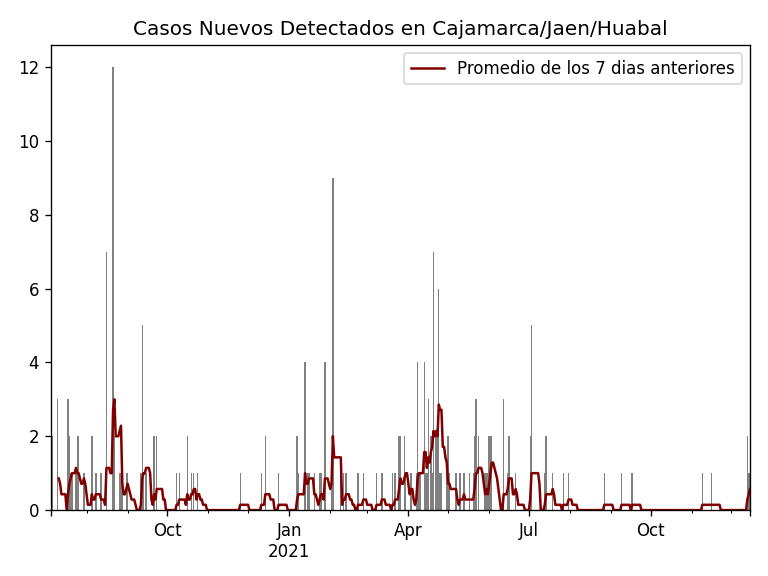 Casos Nuevos Detectados en Cajamarca/Jaen/Huabal
Promedio de los 7 dias anteriores
12
10
8
6
4
2
0
Oct
Jan
Apr
Jul
Oct
2021